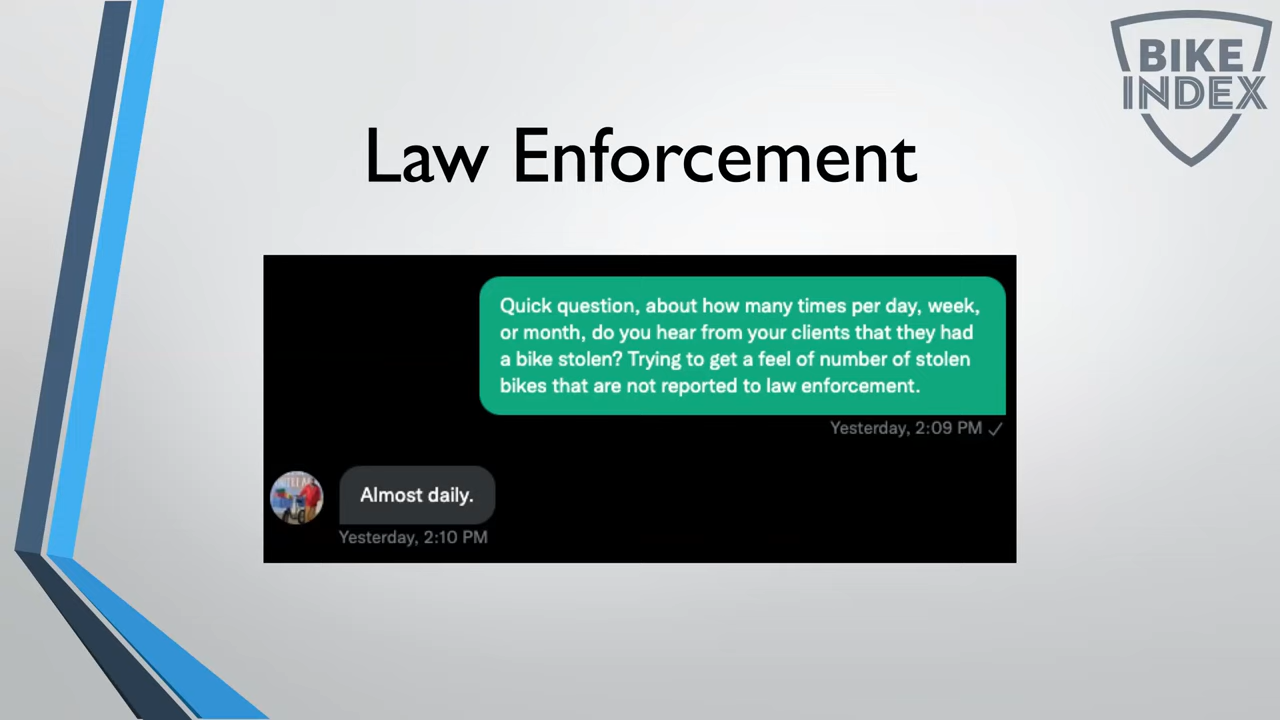 BIKE
INDEX
Law Enforcement
Quick question, about how many times per day, week,
or month, do you hear from your clients that they had
a bike stolen? Trying to get a feel of number of stolen
bikes that are not reported to law enforcement.
Yesterday, 2:09 PM ✓
Almost daily.
Yesterday, 2:10 PM